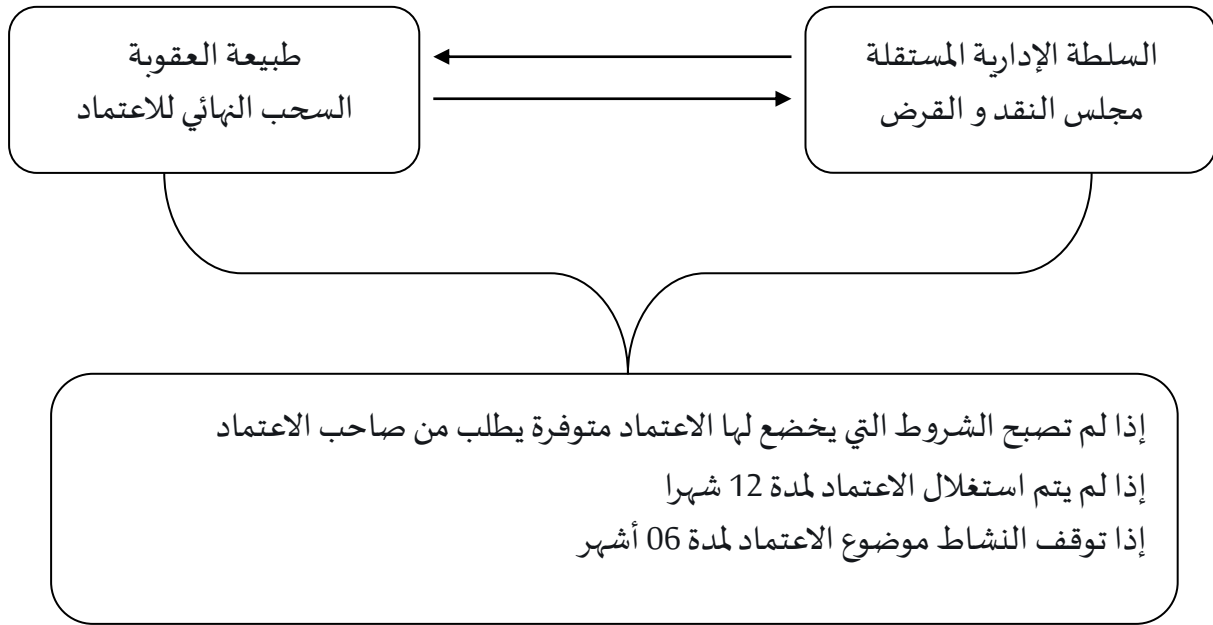 السلطة الإدارية المستقلة
مجلس النقد و القرض
طبيعة العقوبة
السحب النهائي للاعتماد
إذا لم تصبح الشروط التي يخضع لها الاعتماد متوفرة يطلب من صاحب الاعتماد
إذا لم يتم استغلال الاعتماد لمدة 12 شهرا
إذا توقف النشاط موضوع الاعتماد لمدة 06 أشهر